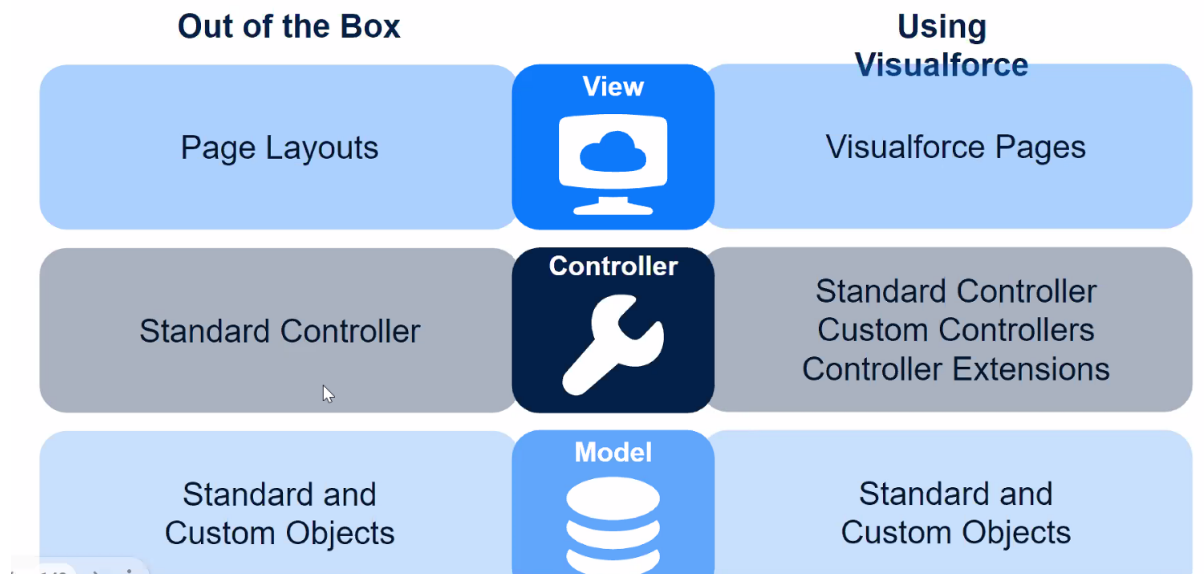 Out of the Box
Using
Visualforce
Page Layouts
View
Visualforce Pages
Standard Controller
Controller
Standard Controller
Custom Controllers
Controller Extensions
Standard and
Custom Objects
Model
Standard and
Custom Objects